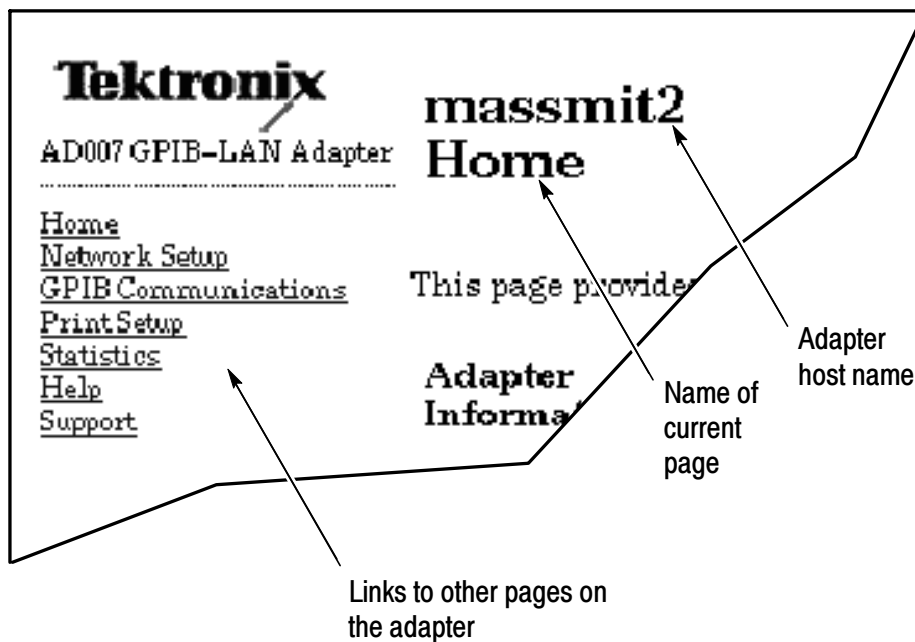 Tektronix
AD007 GPIB-LAN Adapter
Home
Network Setup
GPIB Communications
Print Setup
Statistics
Help
Support
massmit2
Home
This page provide
Adapter
Informa
Adapter
host name
Name of
current
page
Links to other pages on
the adapter